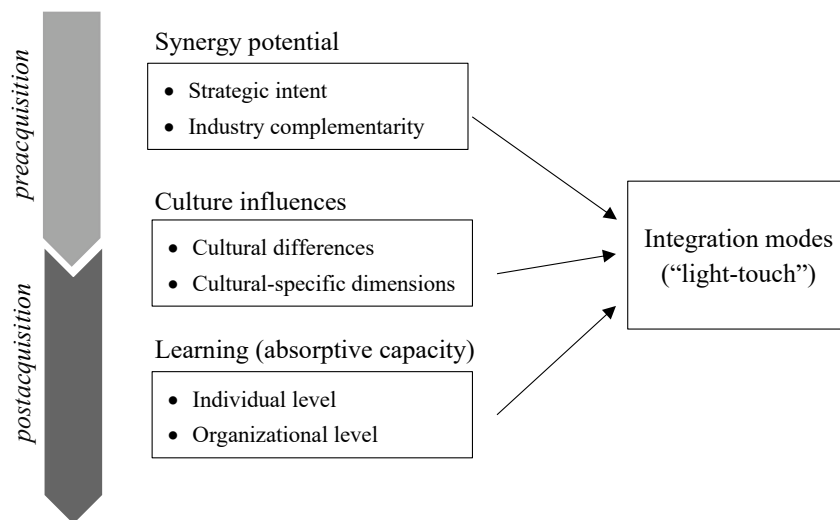 preacquisition
Synergy potential
• Strategic intent
• Industry complementarity
Culture influences
• Cultural differences
• Cultural-specific dimensions
postacquisition
Learning (absorptive capacity)
• Individual level
• Organizational level
Integration modes
(“light-touch”)